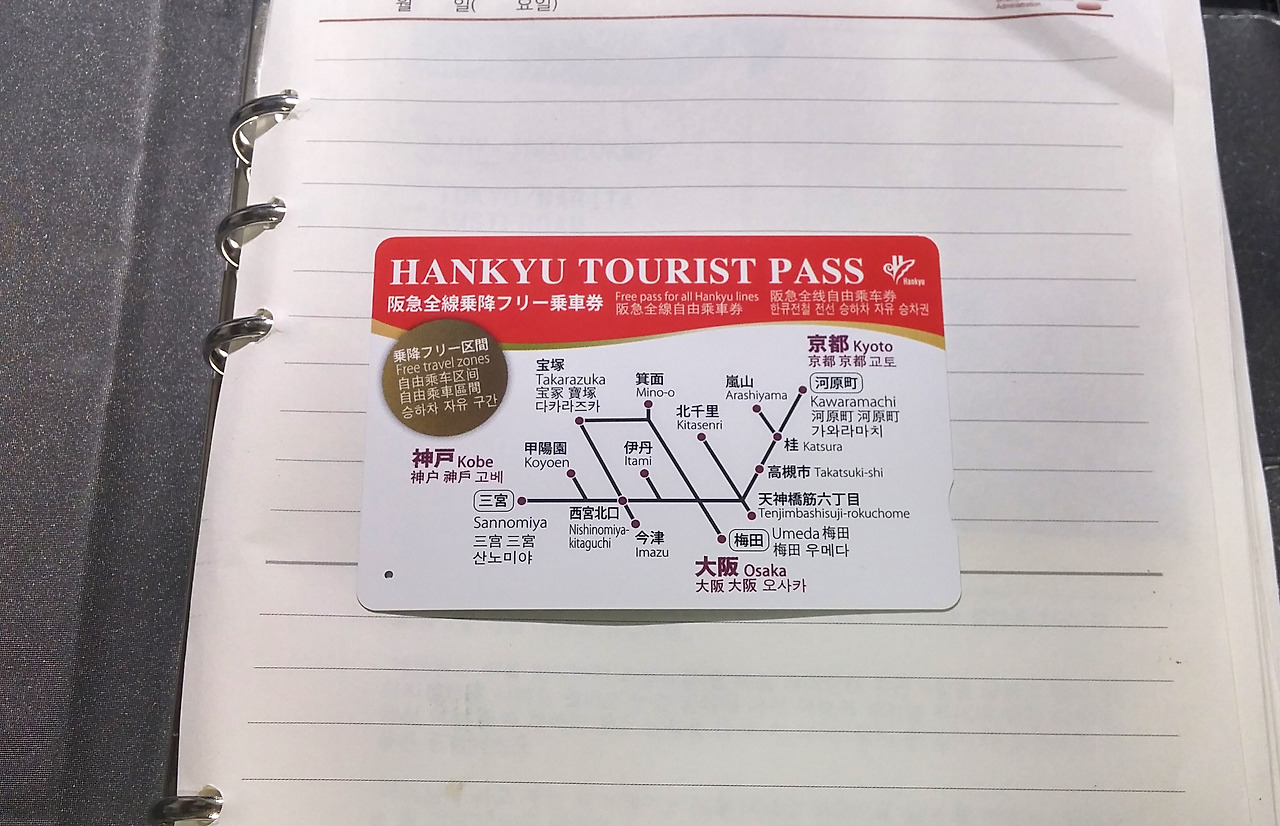 월 일( 요일)
Administration
HANKYU TOURIST PASS
Hankyu
阪急全線乗降フリー乗車券
Free pass for all Hankyu lines
阪急全線自由乘車券
阪急全线自由乘车券
한큐전철 전선 승하차 자유 승차권
乗降フリー区間
Free travel zones
自由乘车区间
自由乘車區間
승하차 자유 구간
京都 Kyoto
京都 京都 교토
宝塚
Takarazuka
宝冢 寶塚
다카라즈카
箕面
Mino-o
嵐山
Arashiyama
河原町
Kawaramachi
河原町 河原町
가와라마치
北千里
Kitasenri
桂 Katsura
神戸 Kobe
神户 神戶 고베
甲陽園
Koyoen
伊丹
Itami
高槻市 Takatsuki-shi
三宮
Sannomiya
三宫 三宮
산노미야
西宮北口
Nishinomiya-
kitaguchi
今津
Imazu
天神橋筋六丁目
Tenjimbashisuji-rokuchome
梅田 Umeda 梅田
梅田 우메다
大阪 Osaka
大阪 大阪 오사카